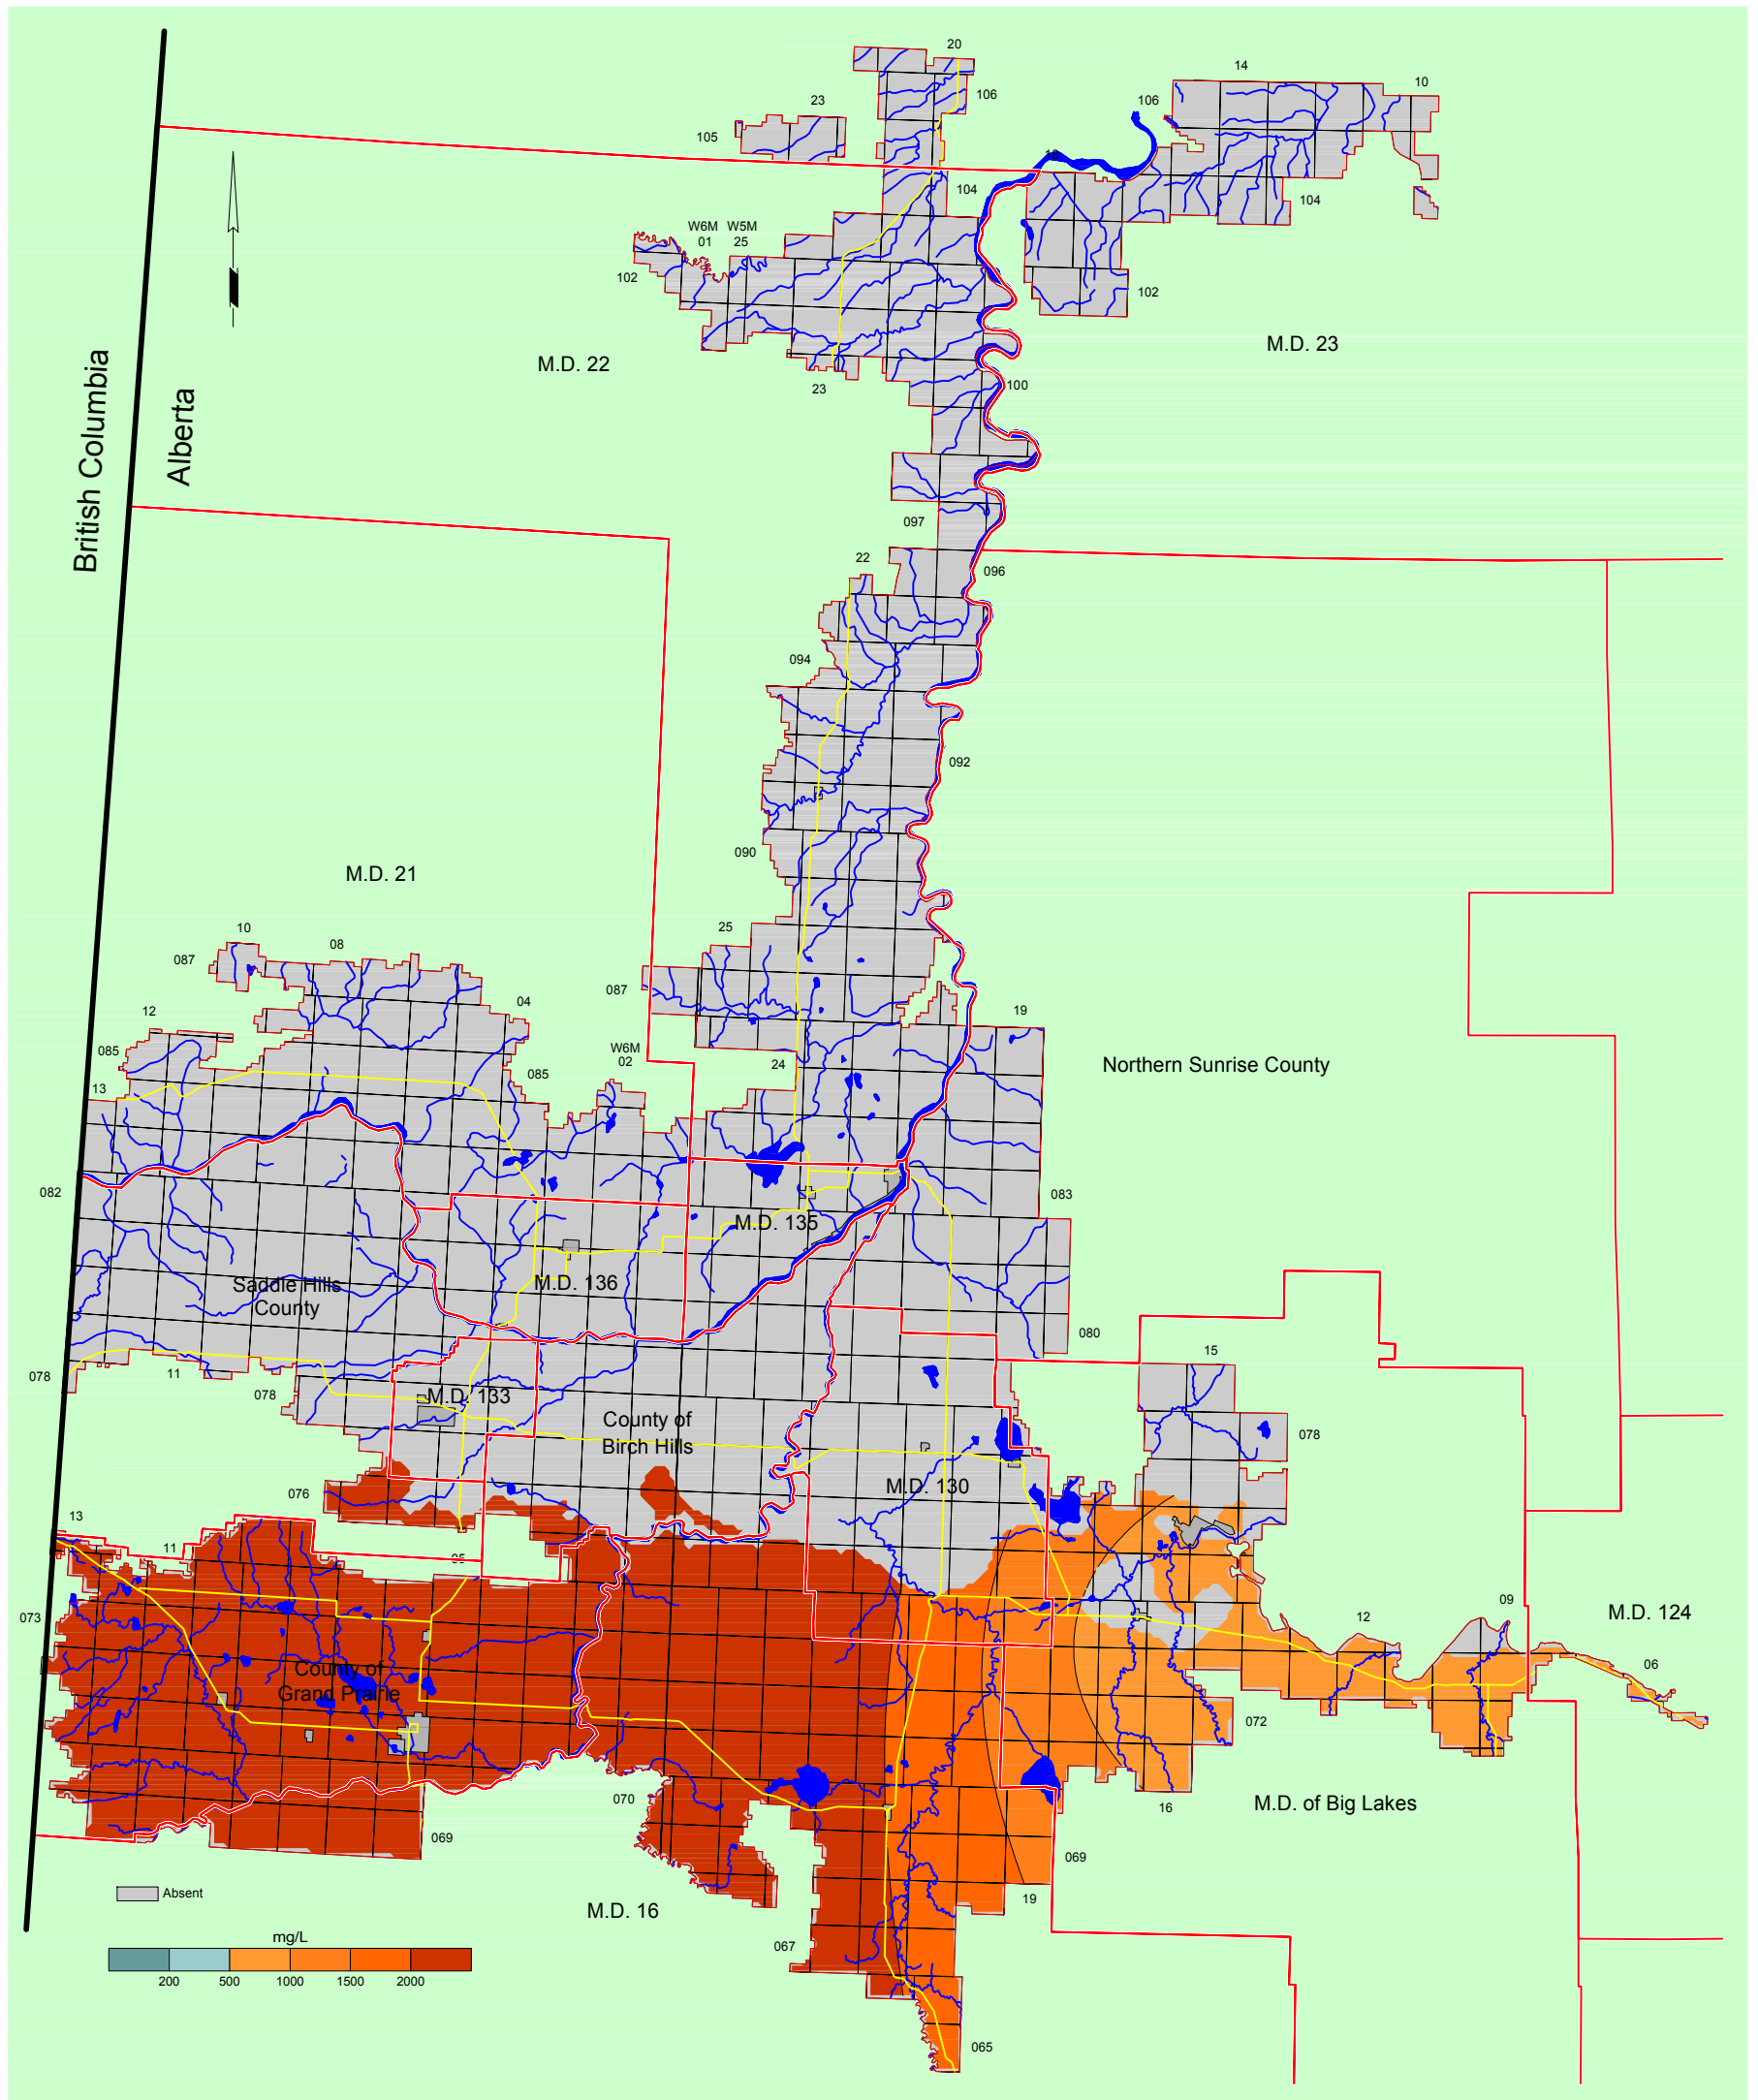 20
14
10
106
23
106
105
18
104
104
W6M
01
W5M
25
102
102
M.D. 23
M.D. 22
100
23
British Columbia
Alberta
097
22
096
094
092
090
M.D. 21
10
08
25
087
087
04
12
19
085
W6M
02
24
Northern Sunrise County
085
13
082
083
M.D. 135
Saddle Hills
County
M.D. 136
080
15
078
11
078
M.D. 133
County of
Birch Hills
078
M.D. 130
076
13
11
05
073
12
09
M.D. 124
06
County of
Grand Prairie
072
070
16
M.D. of Big Lakes
069
069
19
Absent
M.D. 16
067
mg/L
200
500
1000
1500
2000
065